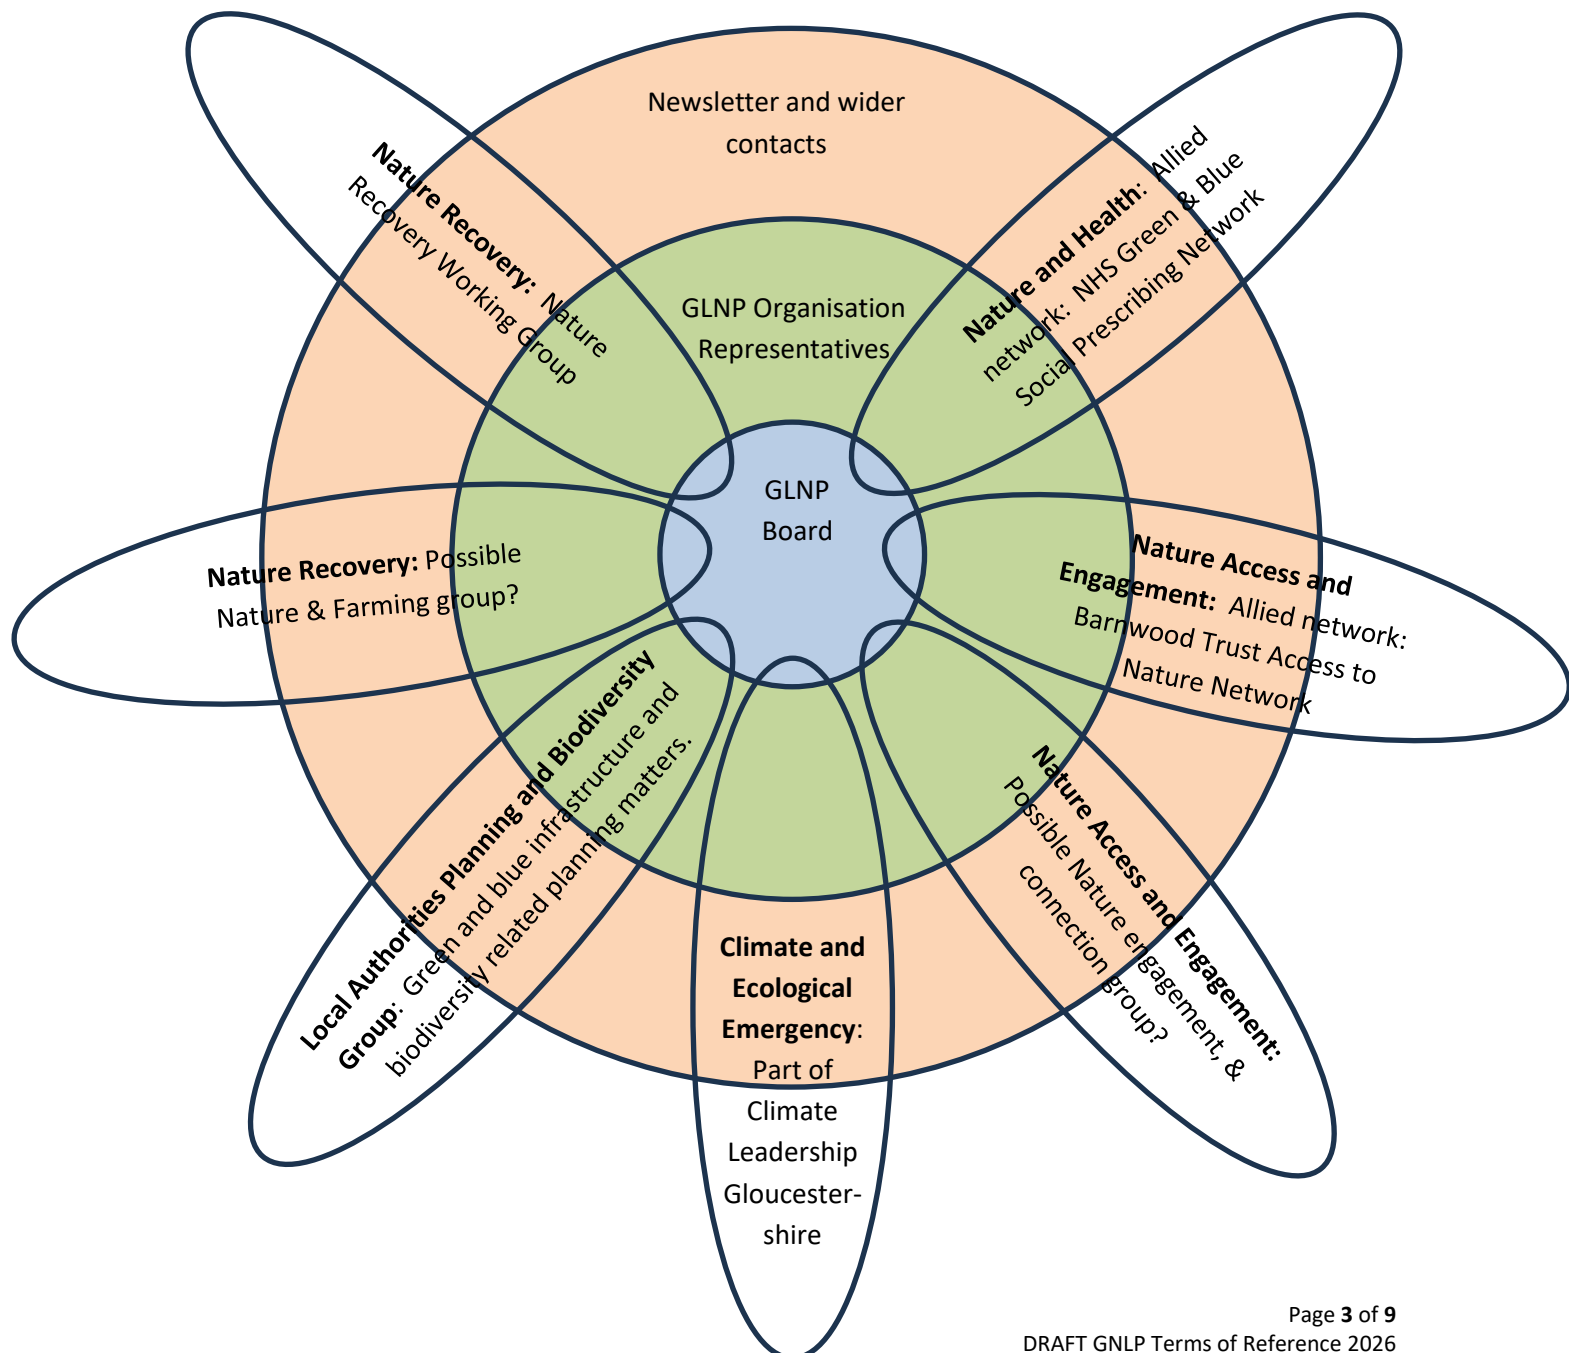 Newsletter and wider
contacts
Nature Recovery: Nature
Recovery Working Group
Nature and Health: Allied
network: NHS Green & Blue
Social Prescribing Network
GLNP Organisation
Representatives
GLNP
Board
Nature Recovery: Possible
Nature & Farming group?
Nature Access and
Engagement: Allied network:
Barnwood Trust Access to
Nature Network
Local Authorities Planning and Biodiversity
Group: Green and blue infrastructure and
biodiversity related planning matters.
Nature Access and Engagement:
Possible Nature engagement, &
connection group?
Climate and
Ecological
Emergency:
Part of
Climate
Leadership
Gloucester-
shire
Page 3 of 9
DRAFT GNLP Terms of Reference 2026